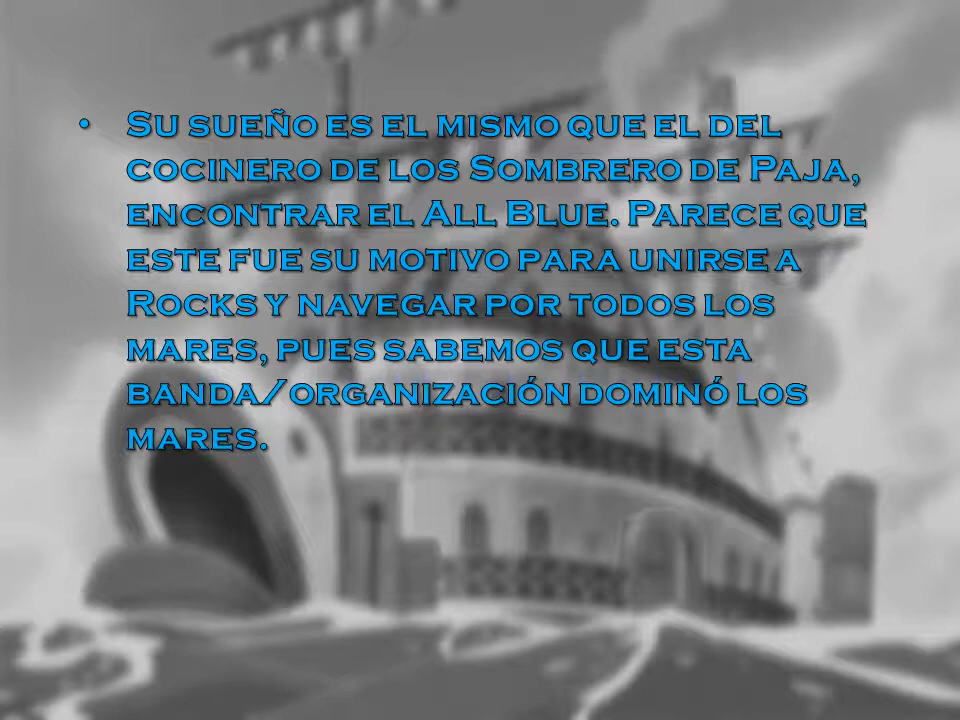 • Su sueño es el mismo que el del
cocinero de los Sombrero de Paja,
encontrar el All Blue. Parece que
este fue su motivo para unirse a
Rocks y navegar por todos los
mares, pues sabemos que esta
banda/organización dominó los
mares.